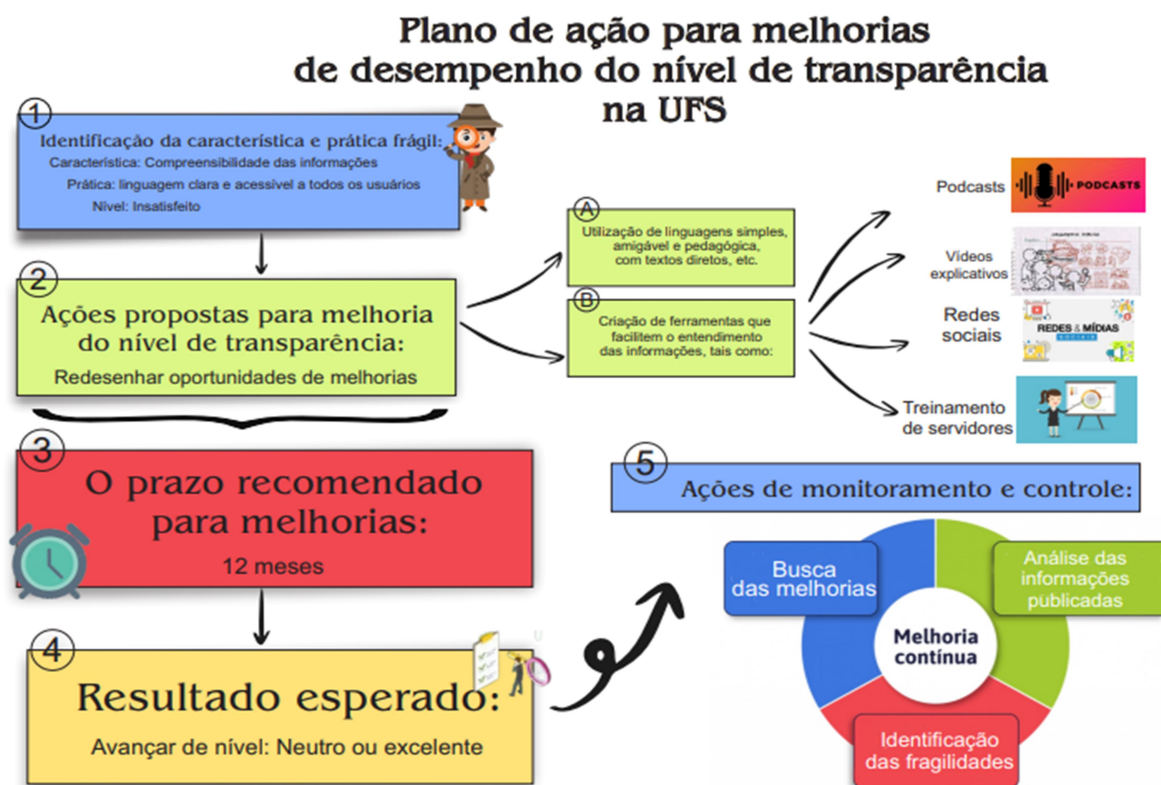 Plano de ação para melhorias
de desempenho do nível de transparência
na UFS
1
Identificação da característica e prática frágil:
Característica: Compreensibilidade das informações
Prática: linguagem clara e acessível a todos os usuários
Nível: Insatisfeito
2
Ações propostas para melhoria
do nível de transparência:
Redesenhar oportunidades de melhorias
A
Utilização de linguagens simples,
amigável e pedagógica,
com textos diretos, etc.
B
Criação de ferramentas que
facilitem o entendimento
das informações, tais como:
Podcasts
PODCASTS
Vídeos
explicativos
Redes
sociais
REDES & MÍDIAS
SOCIAIS
Treinamento
de servidores
3
O prazo recomendado
para melhorias:
12 meses
4
Resultado esperado:
Avançar de nível: Neutro ou excelente
5
Ações de monitoramento e controle:
Busca
das melhorias
Análise das
informações
publicadas
Melhoria
contínua
Identificação
das fragilidades